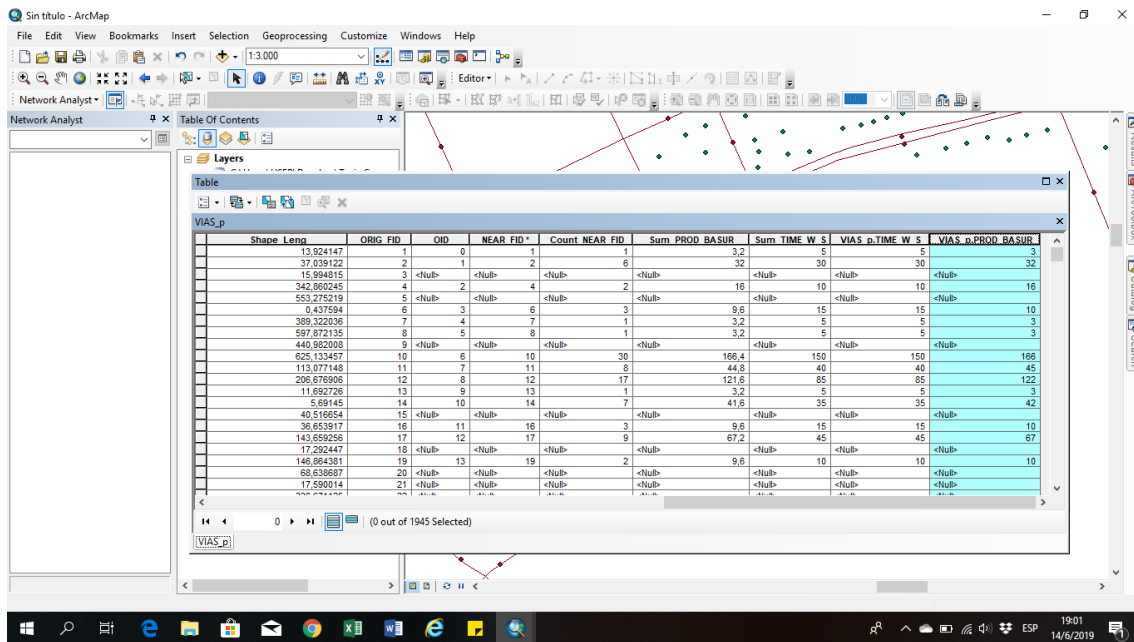 Sin título - ArcMap
File Edit View Bookmarks Insert Selection Geoprocessing Customize Windows Help
1:3.000
Editor
Network Analyst
Network Analyst
Table Of Contents
Layers
Table
VIAS_p
Shape_Leng ORIG_FID OID NEAR_FID * Count_NEAR_FID Sum_PROD_BASUR Sum_TIME_W_S VIAS_p.TIME_W_S VIAS_p.PROD_BASUR
13,924147 1 0 1 1 3,2 5 5 3
37,039122 2 1 2 6 32 30 30 32
15,994815 3 <Null> <Null> <Null> <Null> <Null> <Null> <Null>
342,860245 4 2 4 2 16 10 10 16
553,275219 5 <Null> <Null> <Null> <Null> <Null> <Null> <Null>
0,437594 6 3 6 3 9,6 15 15 10
389,322036 7 4 7 1 3,2 5 5 3
597,872135 8 5 8 1 3,2 5 5 3
440,982008 9 <Null> <Null> <Null> <Null> <Null> <Null> <Null>
625,133457 10 6 10 30 166,4 150 150 166
113,077148 11 7 11 8 44,8 40 40 45
206,676906 12 8 12 17 121,6 85 85 122
11,692726 13 9 13 1 3,2 5 5 3
5,69145 14 10 14 7 41,6 35 35 42
40,516654 15 <Null> <Null> <Null> <Null> <Null> <Null> <Null>
36,653917 16 11 16 3 9,6 15 15 10
143,659256 17 12 17 9 67,2 45 45 67
17,292447 18 <Null> <Null> <Null> <Null> <Null> <Null> <Null>
146,864381 19 13 19 2 9,6 10 10 10
68,638687 20 <Null> <Null> <Null> <Null> <Null> <Null> <Null>
17,590014 21 <Null> <Null> <Null> <Null> <Null> <Null> <Null>
0 (0 out of 1945 Selected)
VIAS_p
ESP
19:01
14/6/2019